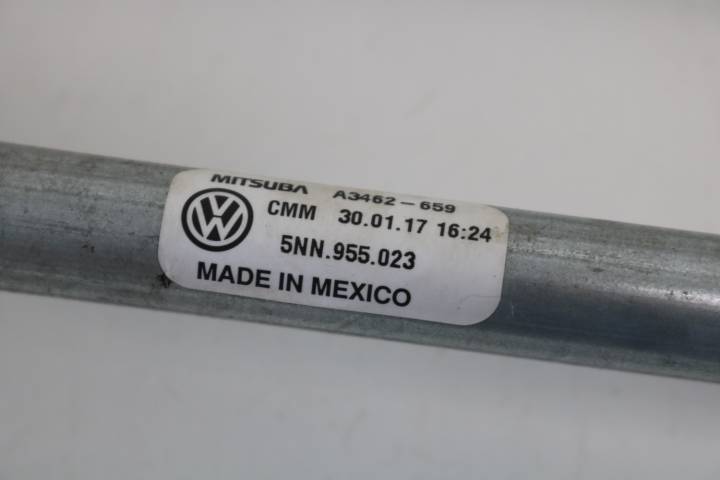 MITSUBA A3462-659
CMM 30.01.17 16:24
5NN.955.023
MADE IN MEXICO